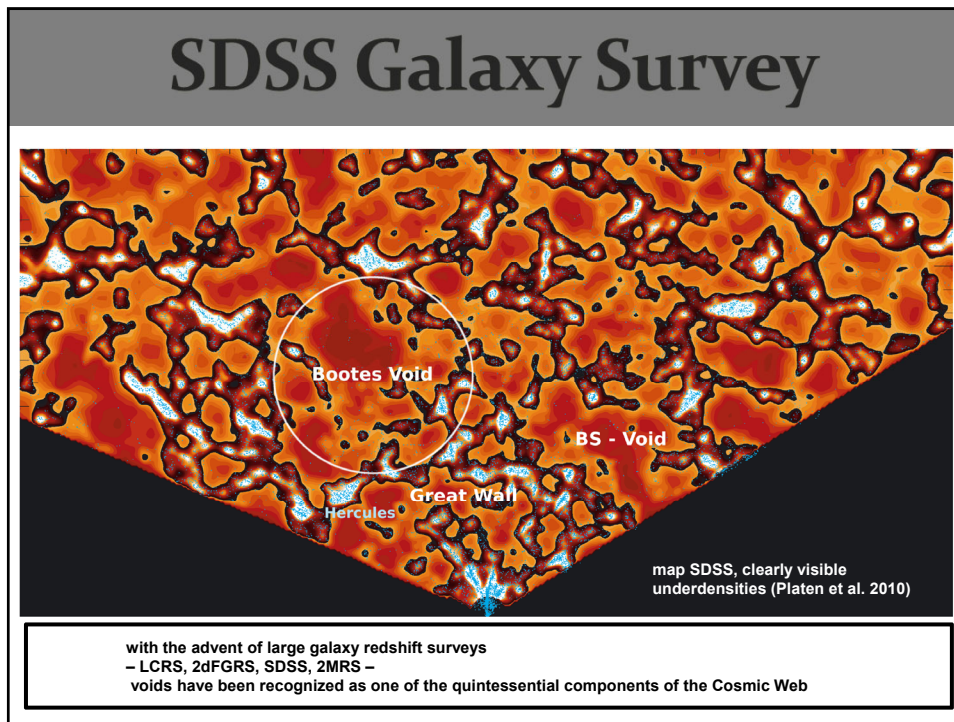 SDSS Galaxy Survey
Bootes Void
BS - Void
Great Wall
Hercules
map SDSS, clearly visible
underdensities (Platen et al. 2010)
with the advent of large galaxy redshift surveys
– LCRS, 2dFGRS, SDSS, 2MRS –
voids have been recognized as one of the quintessential components of the Cosmic Web